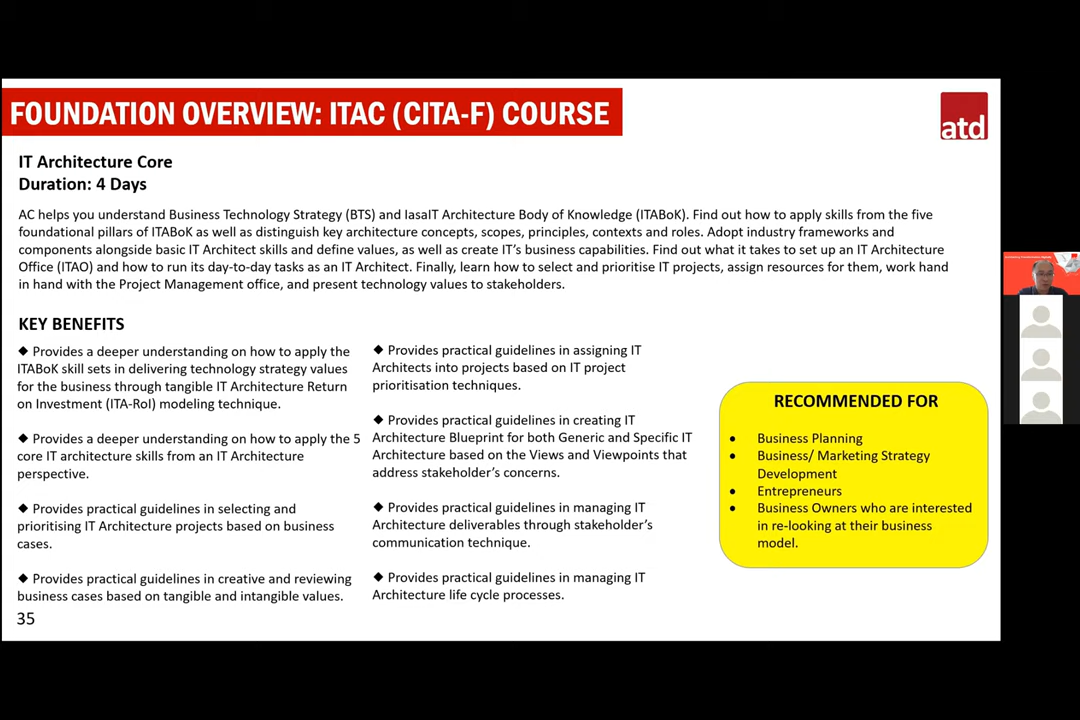 FOUNDATION OVERVIEW: ITAC (CITA-F) COURSE
atd
IT Architecture Core
Duration: 4 Days
AC helps you understand Business Technology Strategy (BTS) and IasaIT Architecture Body of Knowledge (ITABoK). Find out how to apply skills from the five
foundational pillars of ITABoK as well as distinguish key architecture concepts, scopes, principles, contexts and roles. Adopt industry frameworks and
components alongside basic IT Architect skills and define values, as well as create IT's business capabilities. Find out what it takes to set up an IT Architecture
Office (ITAO) and how to run its day-to-day tasks as an IT Architect. Finally, learn how to select and prioritise IT projects, assign resources for them, work hand
in hand with the Project Management office, and present technology values to stakeholders.
KEY BENEFITS
◆ Provides a deeper understanding on how to apply the
ITABoK skill sets in delivering technology strategy values
for the business through tangible IT Architecture Return
on Investment (ITA-RoI) modeling technique.
◆ Provides a deeper understanding on how to apply the 5
core IT architecture skills from an IT Architecture
perspective.
◆ Provides practical guidelines in selecting and
prioritising IT Architecture projects based on business
cases.
◆ Provides practical guidelines in creative and reviewing
business cases based on tangible and intangible values.
◆ Provides practical guidelines in assigning IT
Architects into projects based on IT project
prioritisation techniques.
◆ Provides practical guidelines in creating IT
Architecture Blueprint for both Generic and Specific IT
Architecture based on the Views and Viewpoints that
address stakeholder's concerns.
◆ Provides practical guidelines in managing IT
Architecture deliverables through stakeholder's
communication technique.
◆ Provides practical guidelines in managing IT
Architecture life cycle processes.
RECOMMENDED FOR
• Business Planning
• Business/ Marketing Strategy
Development
• Entrepreneurs
• Business Owners who are interested
in re-looking at their business
model.
35